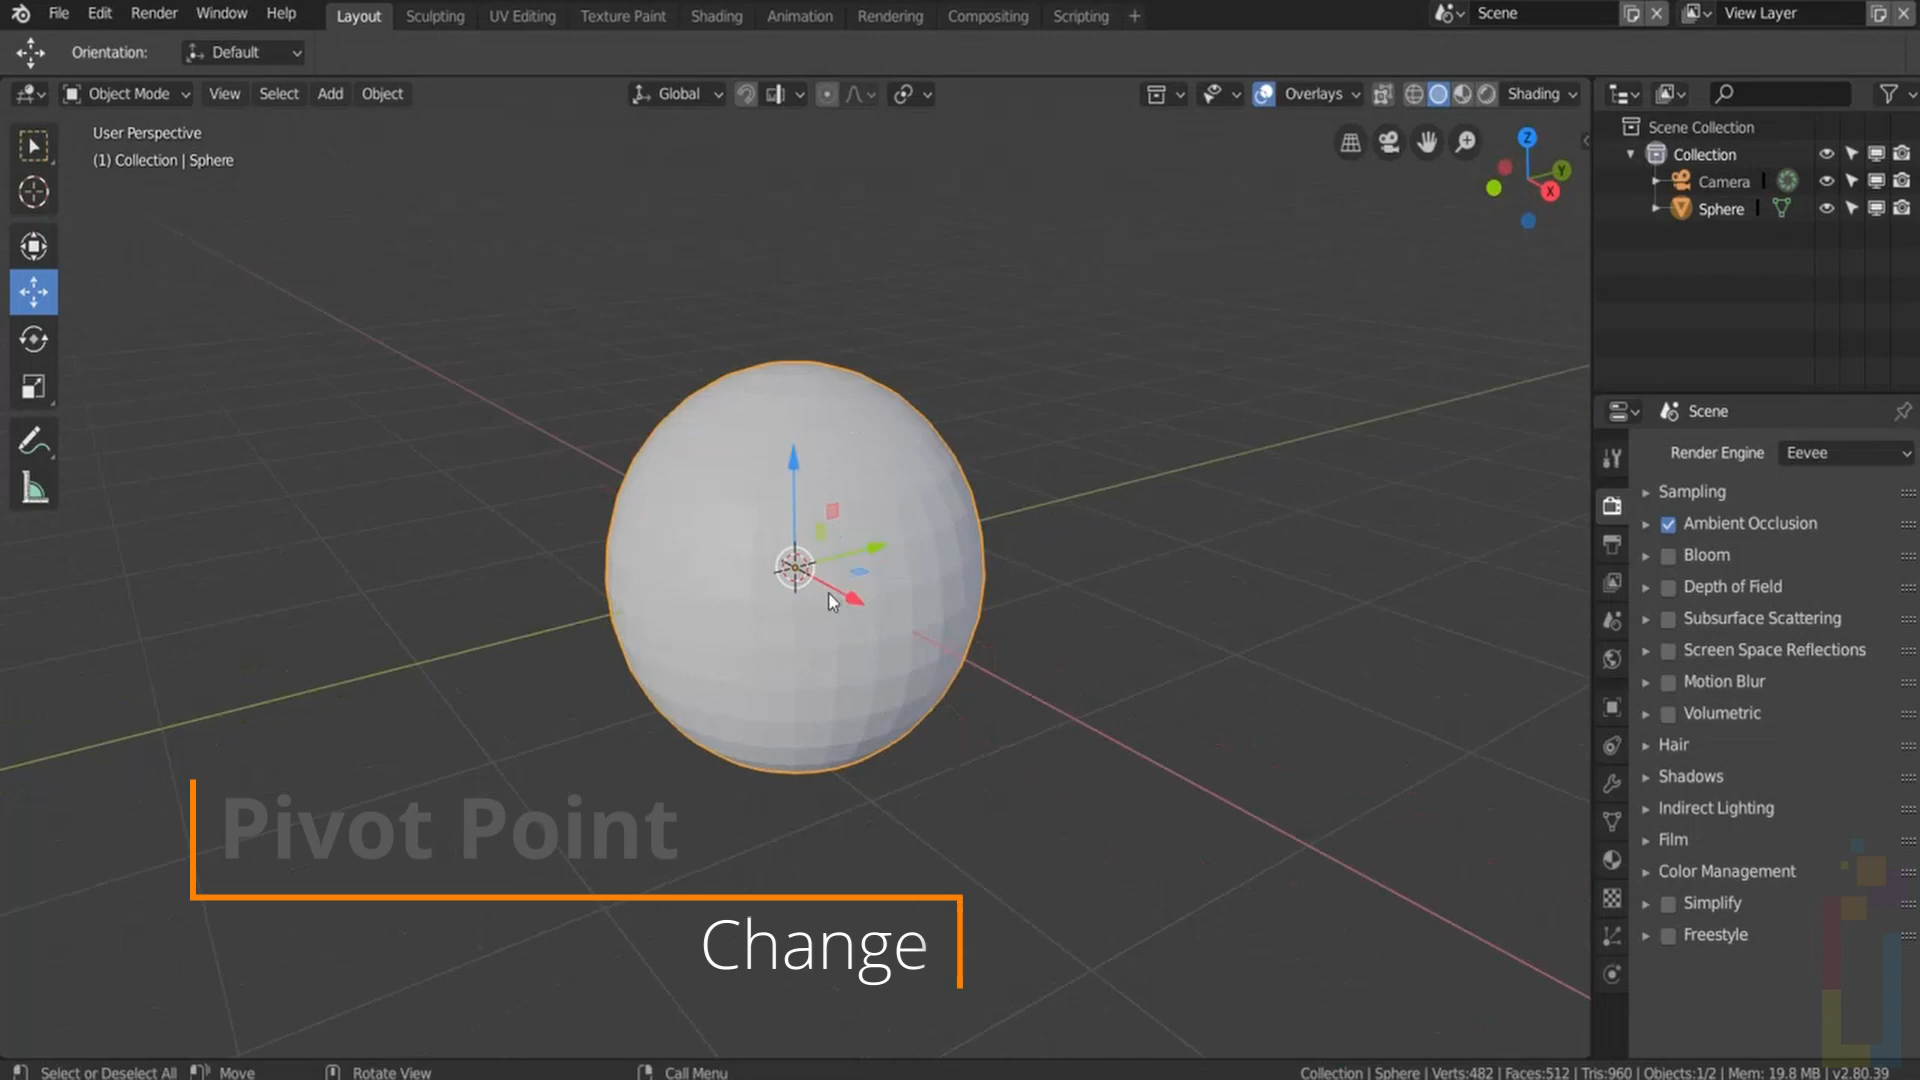 File Edit Render Window Help Layout Sculpting UV Editing Texture Paint Shading Animation Rendering Compositing Scripting + Scene View Layer
Orientation: Default
Object Mode View Select Add Object Global Overlays Shading
User Perspective
(1) Collection | Sphere
Z
Y
X
Scene Collection
Collection
Camera
Sphere
Scene
Render Engine Eevee
Sampling
Ambient Occlusion
Bloom
Depth of Field
Subsurface Scattering
Screen Space Reflections
Motion Blur
Volumetric
Hair
Shadows
Indirect Lighting
Film
Color Management
Simplify
Freestyle
Pivot Point
Change
Select or Deselect All Move Rotate View Call Menu Collection | Sphere | Verts:482 | Faces:512 | Tris:960 | Objects:1/2 | Mem: 19.8 MB | v2.80.39